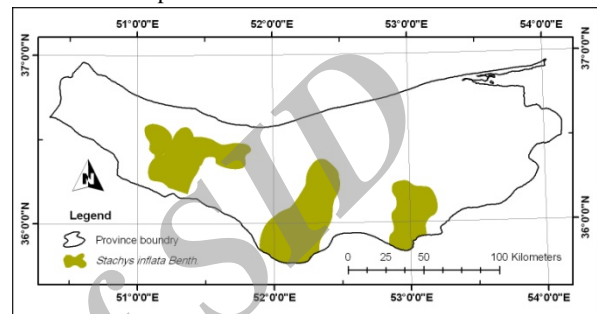 51°0'0"E 52°0'0"E 53°0'0"E 54°0'0"E
37°0'0"N 37°0'0"N
36°0'0"N 36°0'0"N
N
Legend
Province boundry
Stachys inflata Benth.
0 25 50 100 Kilometers
51°0'0"E 52°0'0"E 53°0'0"E 54°0'0"E